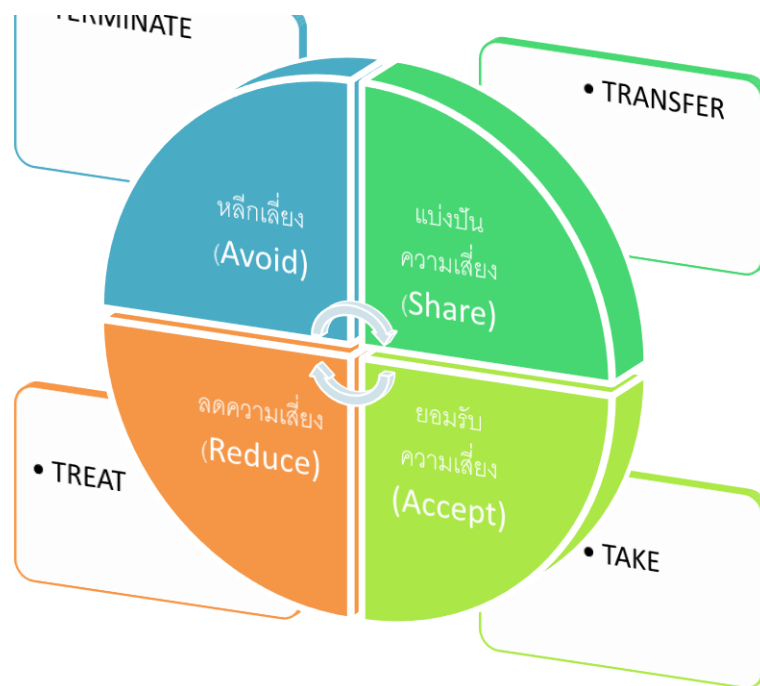 TERMINATE
• TRANSFER
หลีกเลี่ยง
(Avoid)
แบ่งปัน
ความเสี่ยง
(Share)
ลดความเสี่ยง
(Reduce)
ยอมรับ
ความเสี่ยง
(Accept)
• TREAT
• TAKE